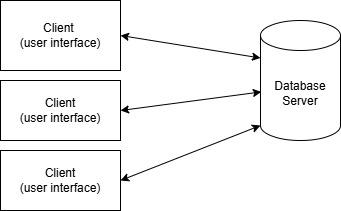 Client
(user interface)
Client
(user interface)
Client
(user interface)
Database
Server